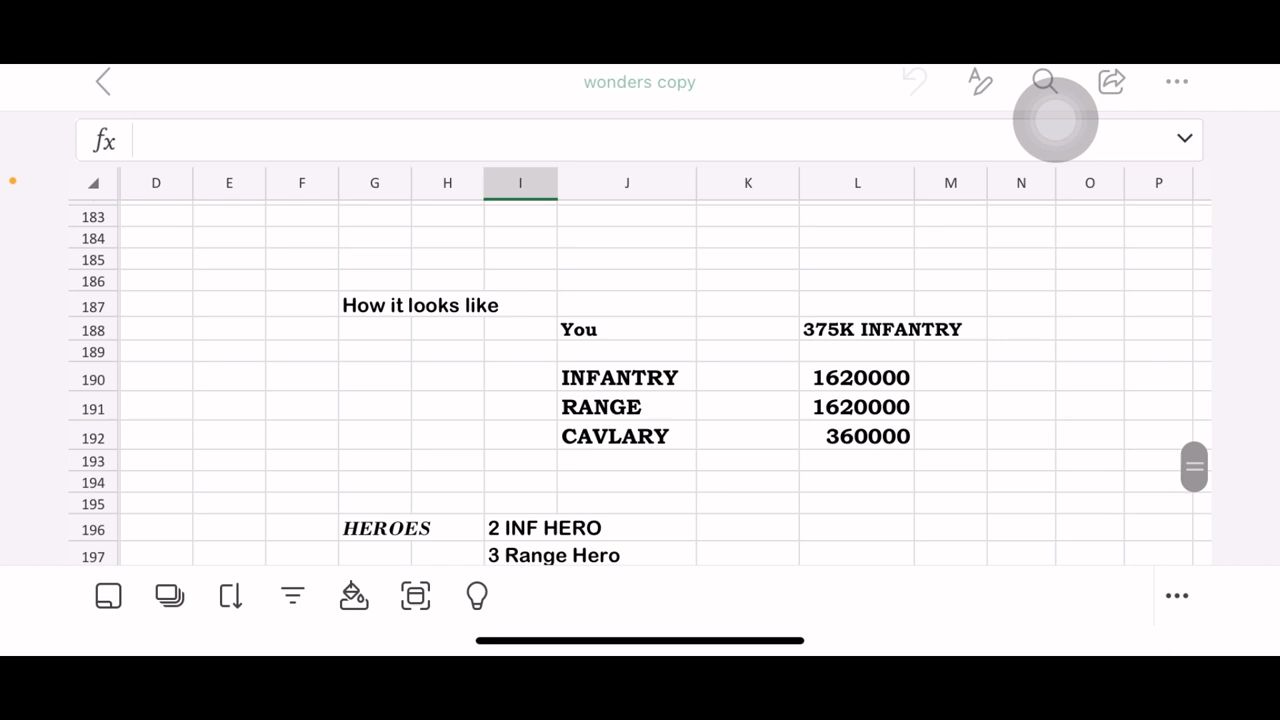 wonders copy
fx
D E F G H I J K L M N O P
183
184
185
186
187 How it looks like
188 You 375K INFANTRY
189
190 INFANTRY 1620000
191 RANGE 1620000
192 CAVLARY 360000
193
194
195
196 HEROES 2 INF HERO
197 3 Range Hero